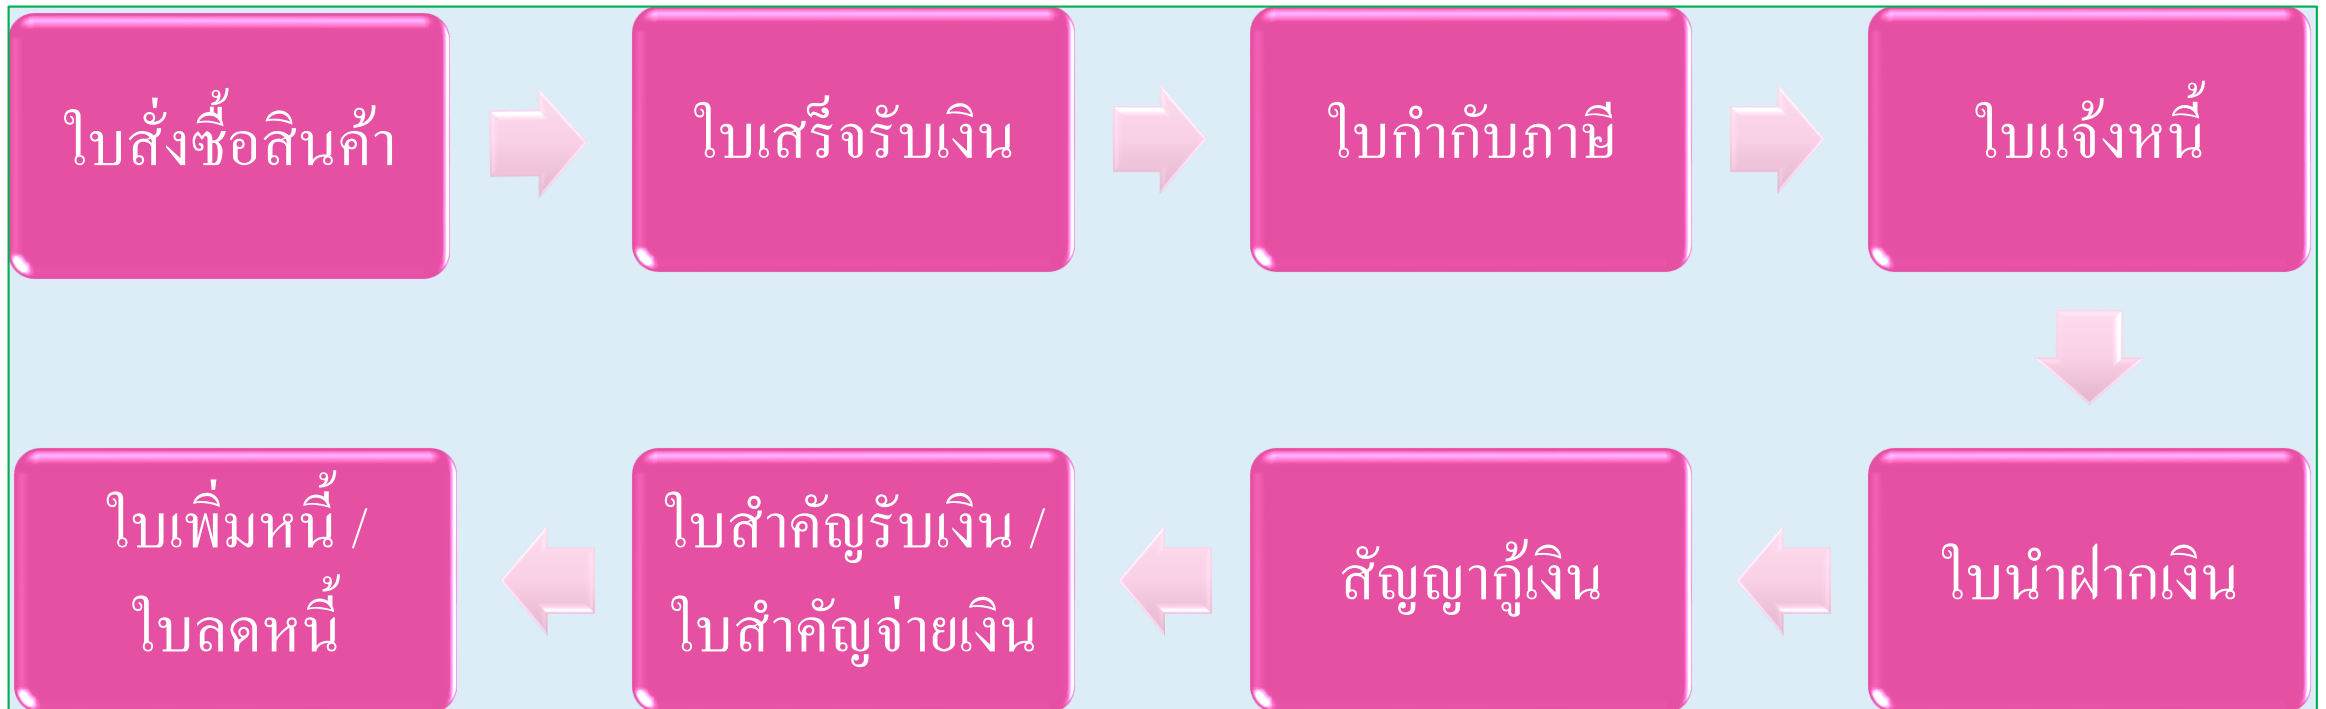 ใบสั่งซื้อสินค้า
ใบเสร็จรับเงิน
ใบกำกับภาษี
ใบแจ้งหนี้
ใบนำฝากเงิน
สัญญากู้เงิน
ใบสำคัญรับเงิน /
ใบสำคัญจ่ายเงิน
ใบเพิ่มหนี้ /
ใบลดหนี้